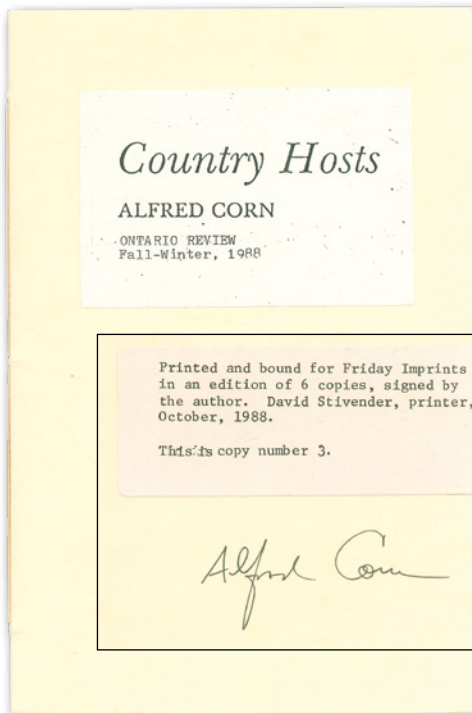 Country Hosts
ALFRED CORN
ONTARIO REVIEW
Fall-Winter, 1988
Printed and bound for Friday Imprints
in an edition of 6 copies, signed by
the author. David Stivender, printer,
October, 1988.
This is copy number 3.
Alfred Corn